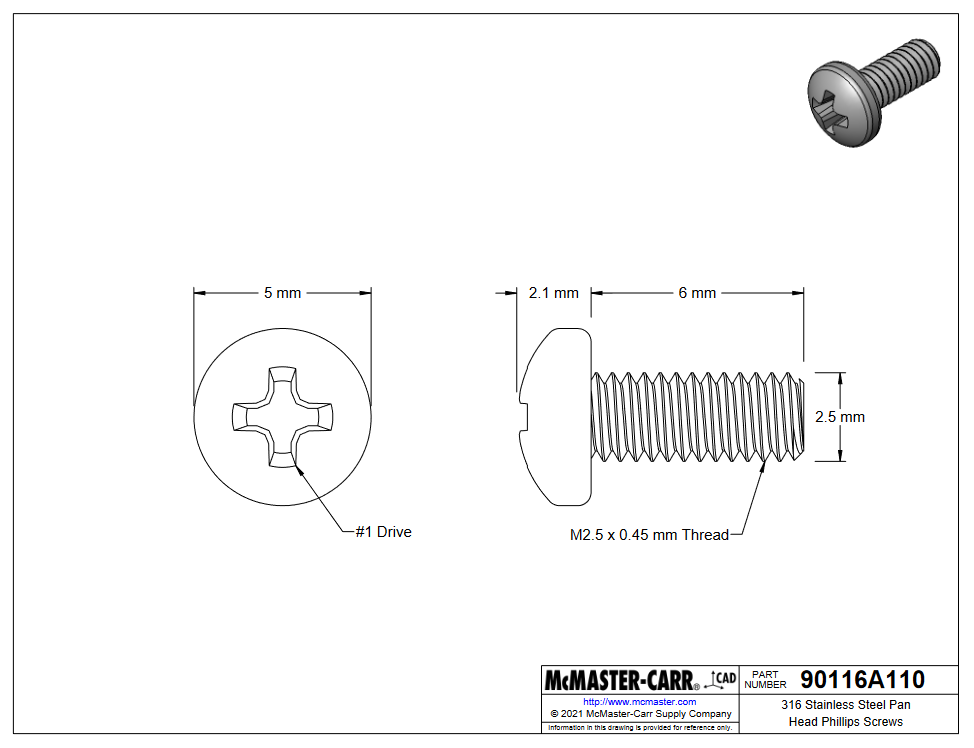 5 mm
2.1 mm
6 mm
2.5 mm
#1 Drive
M2.5 x 0.45 mm Thread
McMASTER-CARR® CAD
http://www.mcmaster.com
© 2021 McMaster-Carr Supply Company
Information in this drawing is provided for reference only.
PART
NUMBER
90116A110
316 Stainless Steel Pan
Head Phillips Screws